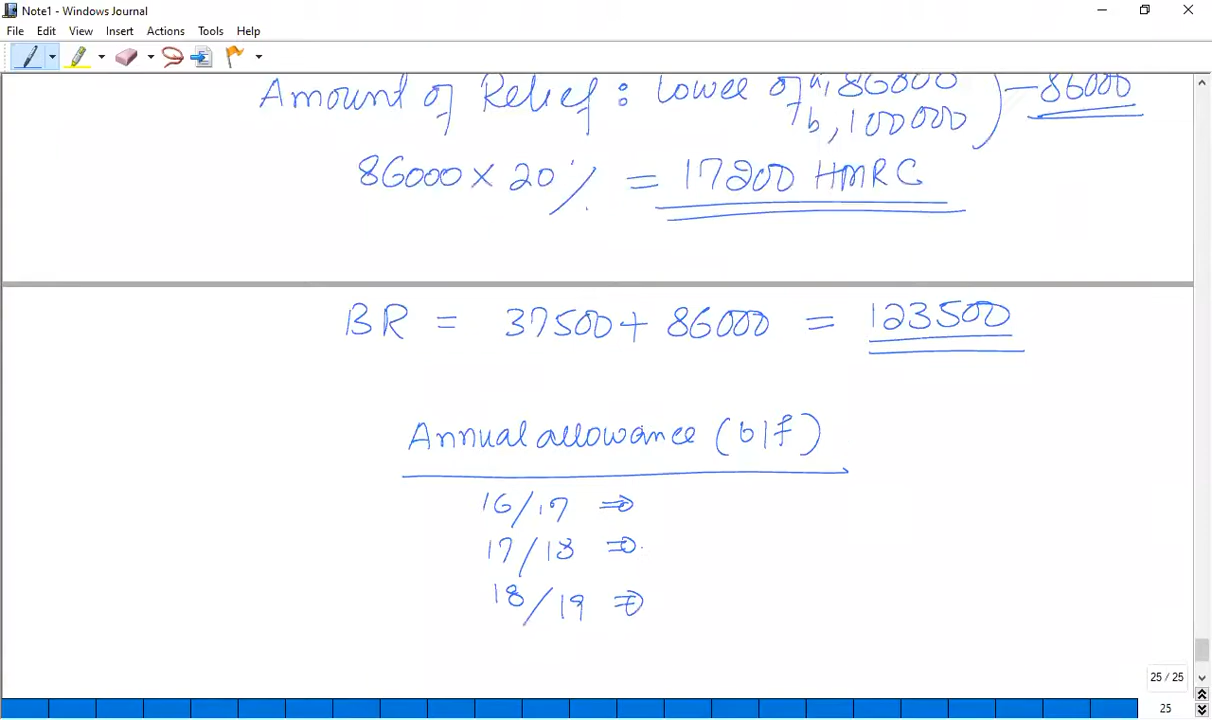 Note1 - Windows Journal
File Edit View Insert Actions Tools Help
Amount of Relief : Lower of a, 86000 ) - 86000
b, 100000
86000 × 20% = 17200 HMRC
BR = 37500 + 86000 = 123500
Annual allowance (b/f)
16/17 ⇒
17/18 ⇒
18/19 ⇒
25 / 25
25